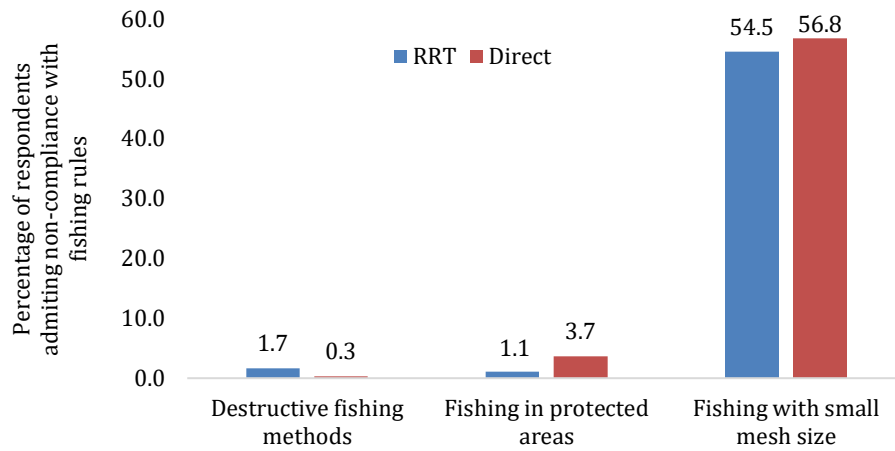 Percentage of respondents
admiting non-compliance with
fishing rules
60.0
50.0
40.0
30.0
20.0
10.0
0.0
RRT Direct
1.7
0.3
1.1
3.7
54.5
56.8
Destructive fishing
methods
Fishing in protected
areas
Fishing with small
mesh size